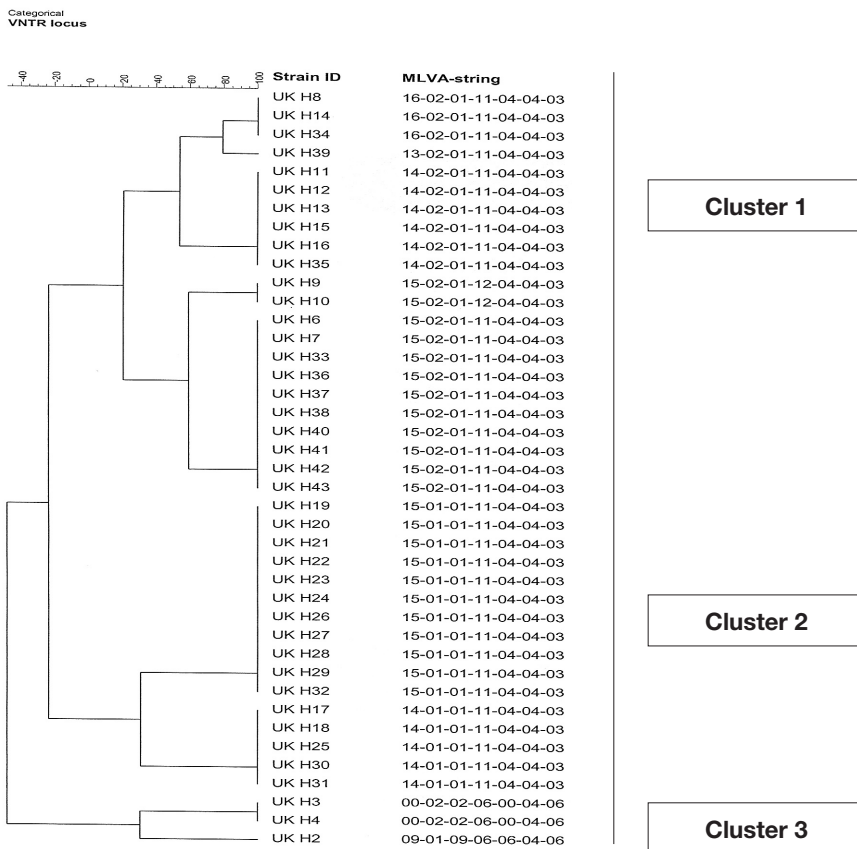 Categorical
VNTR locus
-40 -20 -0 20 40 60 80 100
Strain ID MLVA-string
UK H8 16-02-01-11-04-04-03
UK H14 16-02-01-11-04-04-03
UK H34 16-02-01-11-04-04-03
UK H39 13-02-01-11-04-04-03
UK H11 14-02-01-11-04-04-03
UK H12 14-02-01-11-04-04-03
UK H13 14-02-01-11-04-04-03
Cluster 1
UK H15 14-02-01-11-04-04-03
UK H16 14-02-01-11-04-04-03
UK H35 14-02-01-11-04-04-03
UK H9 15-02-01-12-04-04-03
UK H10 15-02-01-12-04-04-03
UK H6 15-02-01-11-04-04-03
UK H7 15-02-01-11-04-04-03
UK H33 15-02-01-11-04-04-03
UK H36 15-02-01-11-04-04-03
UK H37 15-02-01-11-04-04-03
UK H38 15-02-01-11-04-04-03
UK H40 15-02-01-11-04-04-03
UK H41 15-02-01-11-04-04-03
UK H42 15-02-01-11-04-04-03
UK H43 15-02-01-11-04-04-03
UK H19 15-01-01-11-04-04-03
UK H20 15-01-01-11-04-04-03
UK H21 15-01-01-11-04-04-03
UK H22 15-01-01-11-04-04-03
UK H23 15-01-01-11-04-04-03
UK H24 15-01-01-11-04-04-03
UK H26 15-01-01-11-04-04-03
Cluster 2
UK H27 15-01-01-11-04-04-03
UK H28 15-01-01-11-04-04-03
UK H29 15-01-01-11-04-04-03
UK H32 15-01-01-11-04-04-03
UK H17 14-01-01-11-04-04-03
UK H18 14-01-01-11-04-04-03
UK H25 14-01-01-11-04-04-03
UK H30 14-01-01-11-04-04-03
UK H31 14-01-01-11-04-04-03
UK H3 00-02-02-06-00-04-06
UK H4 00-02-02-06-00-04-06
Cluster 3
UK H2 09-01-09-06-06-04-06